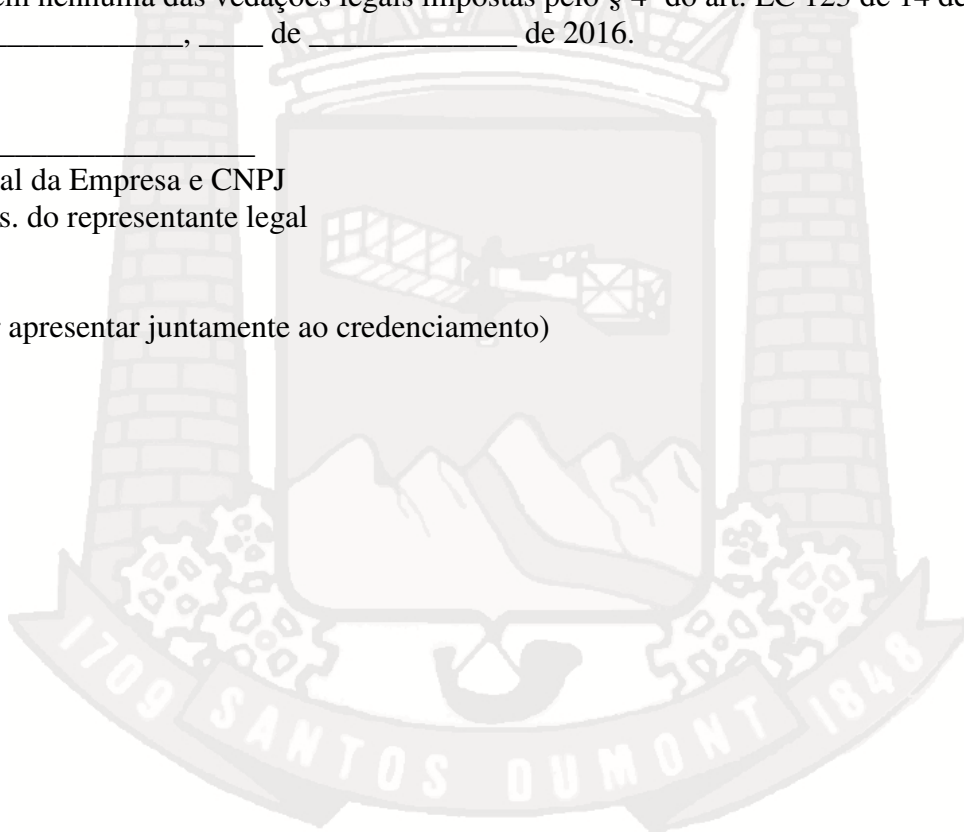 em nenhuma das vedações legais impostas pelo § 4º do art. LC 123 de 14 de
____________, ____ de _____________ de 2016.
________________
al da Empresa e CNPJ
s. do representante legal
apresentar juntamente ao credenciamento)
1709 SANTOS DUMONT 1848